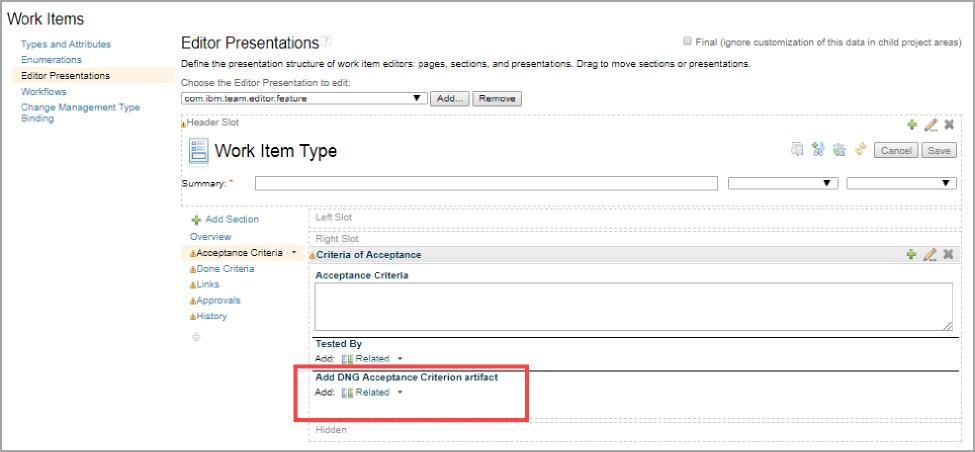 Work Items
Types and Attributes
Enumerations
Editor Presentations
Workflows
Change Management Type
Binding
Editor Presentations ?
Final (ignore customization of this data in child project areas)
Define the presentation structure of work item editors: pages, sections, and presentations. Drag to move sections or presentations.
Choose the Editor Presentation to edit:
com.ibm.team.editor.feature Add... Remove
Header Slot
Work Item Type
Cancel Save
Summary: *
Add Section
Overview
Acceptance Criteria
Done Criteria
Links
Approvals
History
Left Slot
Right Slot
Criteria of Acceptance
Acceptance Criteria
Tested By
Add: Related
Add DNG Acceptance Criterion artifact
Add: Related
Hidden